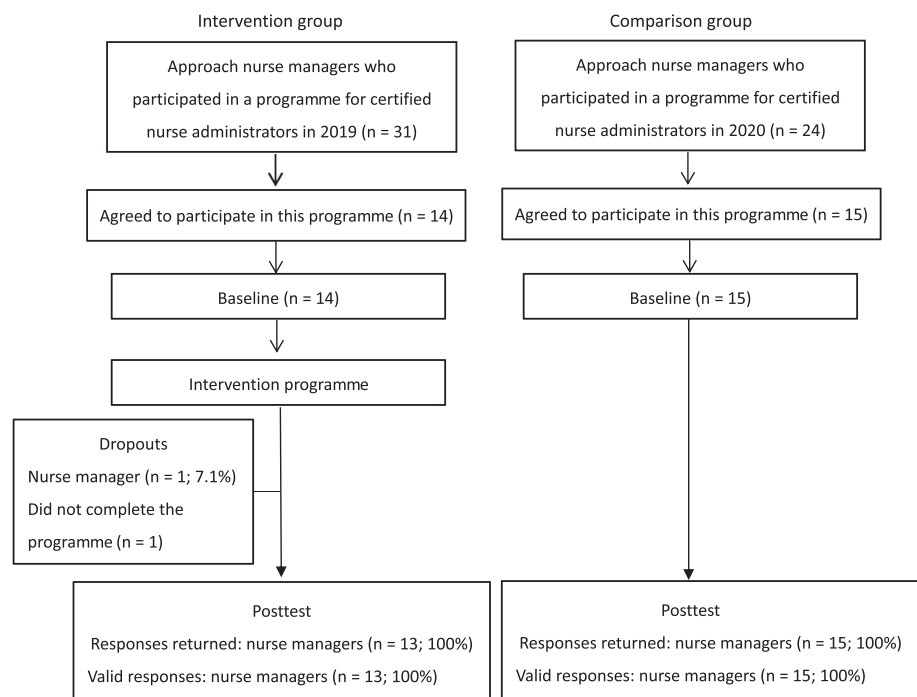 Intervention group
Approach nurse managers who
participated in a programme for certified
nurse administrators in 2019 (n = 31)
Agreed to participate in this programme (n = 14)
Baseline (n = 14)
Intervention programme
Dropouts
Nurse manager (n = 1; 7.1%)
Did not complete the
programme (n = 1)
Posttest
Responses returned: nurse managers (n = 13; 100%)
Valid responses: nurse managers (n = 13; 100%)
Comparison group
Approach nurse managers who
participated in a programme for certified
nurse administrators in 2020 (n = 24)
Agreed to participate in this programme (n = 15)
Baseline (n = 15)
Posttest
Responses returned: nurse managers (n = 15; 100%)
Valid responses: nurse managers (n = 15; 100%)